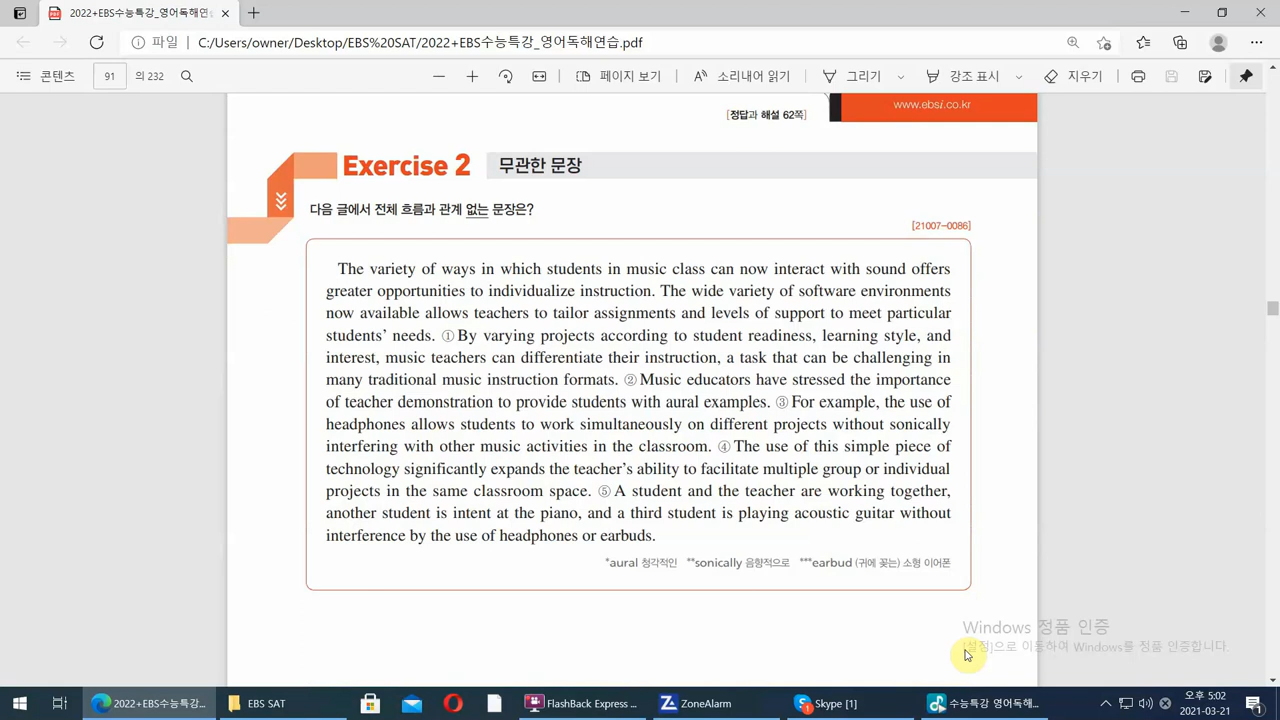 2022+EBS수능특강_영어독해연습
파일 C:/Users/owner/Desktop/EBS%20SAT/2022+EBS수능특강_영어독해연습.pdf
콘텐츠 91 의 232 페이지 보기 소리내어 읽기 그리기 강조 표시 지우기
[정답과 해설 62쪽]
www.ebsi.co.kr
Exercise 2 무관한 문장
다음 글에서 전체 흐름과 관계 없는 문장은?
[21007-0086]
The variety of ways in which students in music class can now interact with sound offers
greater opportunities to individualize instruction. The wide variety of software environments
now available allows teachers to tailor assignments and levels of support to meet particular
students’ needs. ① By varying projects according to student readiness, learning style, and
interest, music teachers can differentiate their instruction, a task that can be challenging in
many traditional music instruction formats. ② Music educators have stressed the importance
of teacher demonstration to provide students with aural examples. ③ For example, the use of
headphones allows students to work simultaneously on different projects without sonically
interfering with other music activities in the classroom. ④ The use of this simple piece of
technology significantly expands the teacher’s ability to facilitate multiple group or individual
projects in the same classroom space. ⑤ A student and the teacher are working together,
another student is intent at the piano, and a third student is playing acoustic guitar without
interference by the use of headphones or earbuds.
*aural 청각적인 **sonically 음향적으로 ***earbud (귀에 꽂는) 소형 이어폰
Windows 정품 인증
[설정]으로 이동하여 Windows를 정품 인증합니다.
2022+EBS수능특강_... EBS SAT FlashBack Express ... ZoneAlarm Skype [1] 수능특강 영어독해... 오후 5:02
2021-03-21